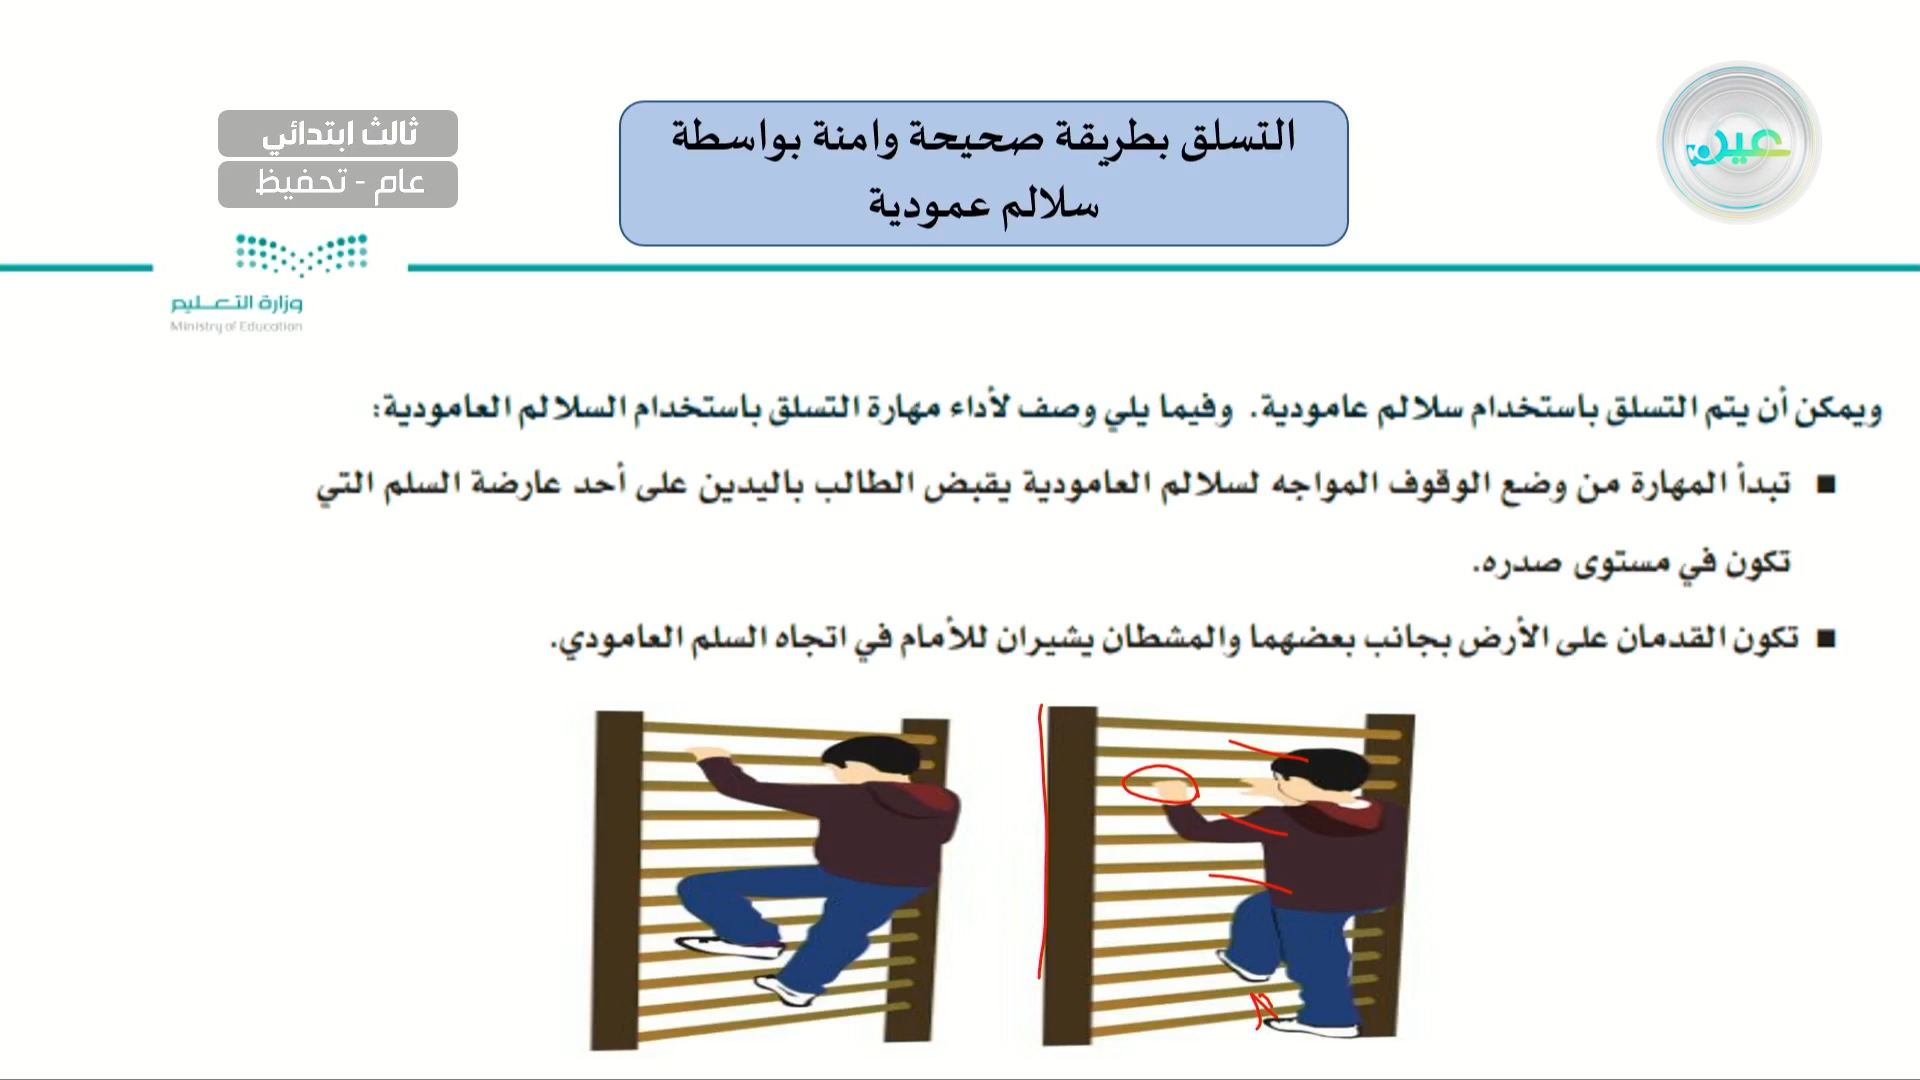 التسلق بطريقة صحيحة وامنة بواسطة
سلالم عمودية
ثالث ابتدائي
عام - تحفيظ
عين
وزارة التعليم
Ministry of Education
ويمكن أن يتم التسلق باستخدام سلالم عامودية. وفيما يلي وصف لأداء مهارة التسلق باستخدام السلالم العامودية:
■ تبدأ المهارة من وضع الوقوف المواجه لسلالم العامودية يقبض الطالب باليدين على أحد عارضة السلم التي
تكون في مستوى صدره.
■ تكون القدمان على الأرض بجانب بعضهما والمشطان يشيران للأمام في اتجاه السلم العامودي.